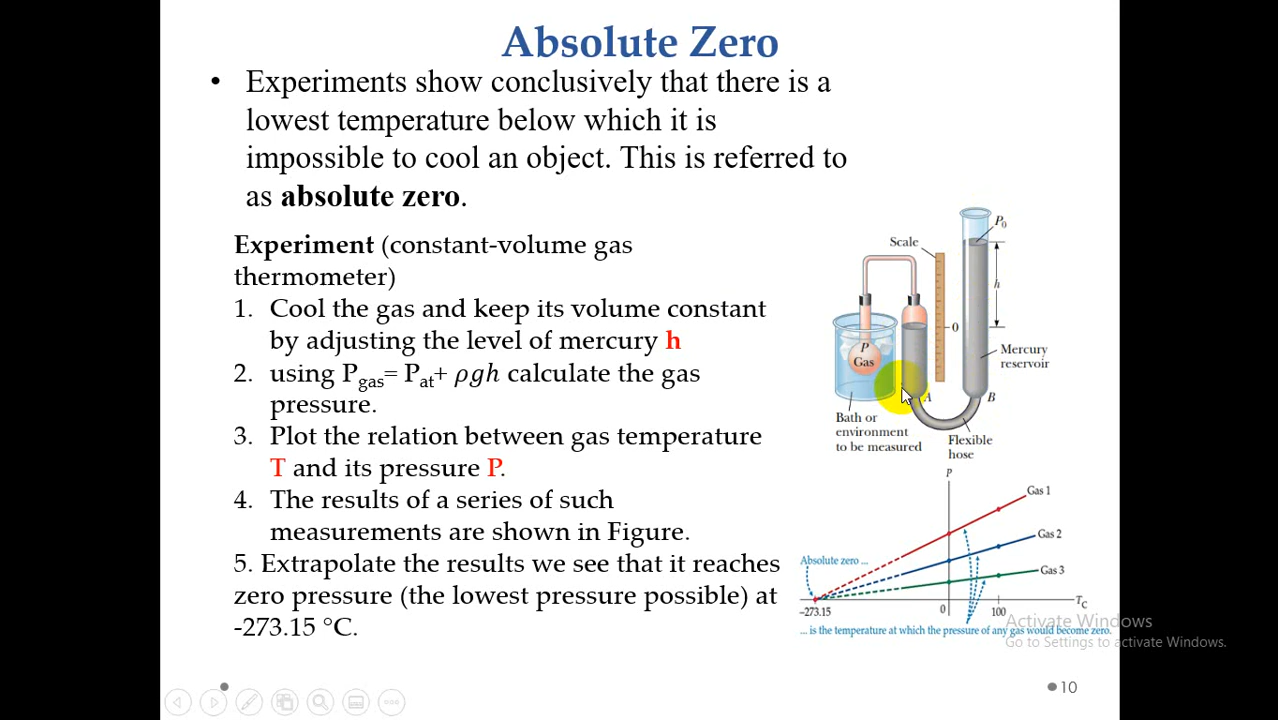 Absolute Zero
• Experiments show conclusively that there is a
lowest temperature below which it is
impossible to cool an object. This is referred to
as absolute zero.
Experiment (constant-volume gas
thermometer)
1. Cool the gas and keep its volume constant
by adjusting the level of mercury h
2. using Pgas= Pat+ ρgh calculate the gas
pressure.
3. Plot the relation between gas temperature
T and its pressure P.
4. The results of a series of such
measurements are shown in Figure.
5. Extrapolate the results we see that it reaches
zero pressure (the lowest pressure possible) at
-273.15 °C.
P0
Scale
h
0
P
Gas
Mercury
reservoir
A
B
Bath or
environment
to be measured
Flexible
hose
P
Gas 1
Gas 2
Absolute zero ...
Gas 3
TC
−273.15
0
100
... is the temperature at which the pressure of any gas would become zero.
Activate Windows
Go to Settings to activate Windows.
10